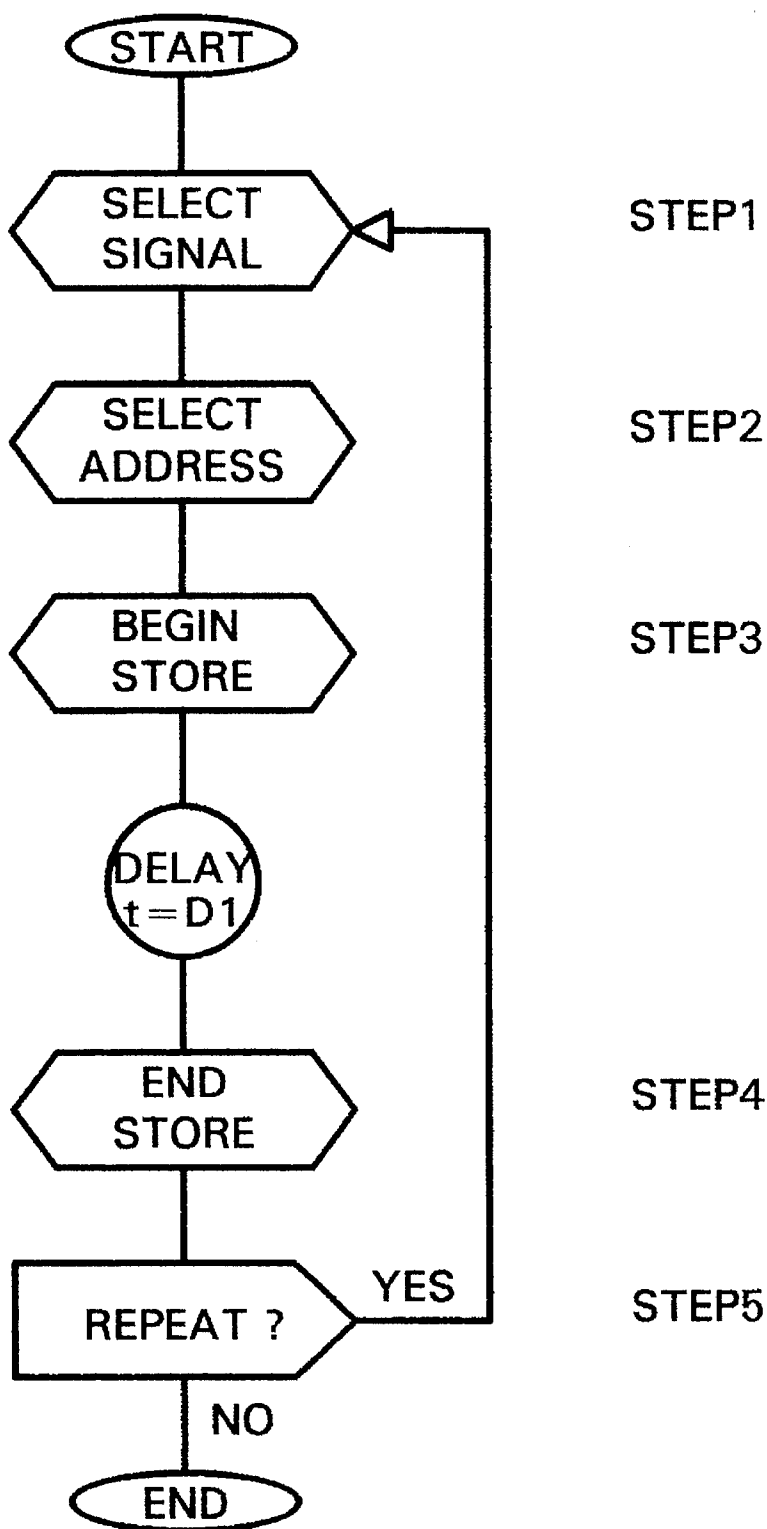 START
SELECT
SIGNAL
STEP1
SELECT
ADDRESS
STEP2
BEGIN
STORE
STEP3
DELAY
t=D1
END
STORE
STEP4
REPEAT ?
YES
STEP5
NO
END